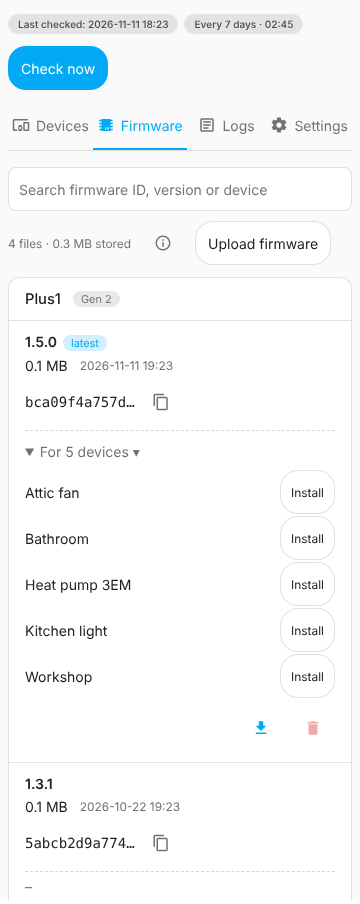 Last checked: 2026-11-11 18:23 Every 7 days · 02:45
Check now
Devices Firmware Logs Settings
Search firmware ID, version or device
4 files · 0.3 MB stored Upload firmware
Plus1 Gen 2
1.5.0 latest
0.1 MB 2026-11-11 19:23
bca09f4a757d…
▼ For 5 devices ▾
Attic fan Install
Bathroom Install
Heat pump 3EM Install
Kitchen light Install
Workshop Install
1.3.1
0.1 MB 2026-10-22 19:23
5abcb2d9a774…
–